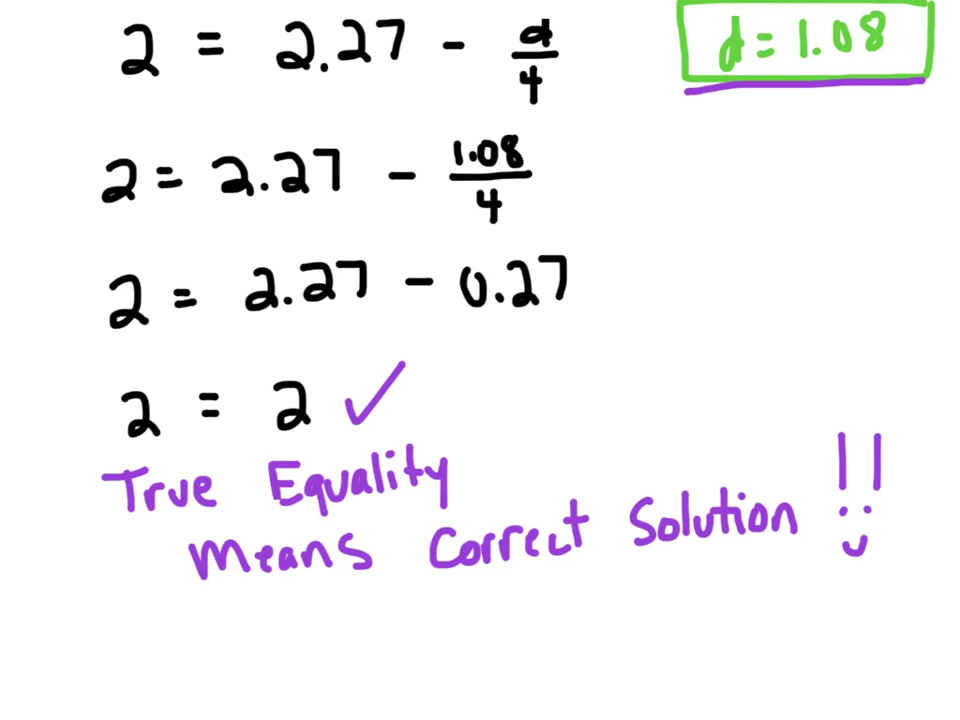 2 = 2.27 - d/4
d = 1.08
2 = 2.27 - 1.08/4
2 = 2.27 - 0.27
2 = 2 ✓
True Equality
means Correct Solution !!